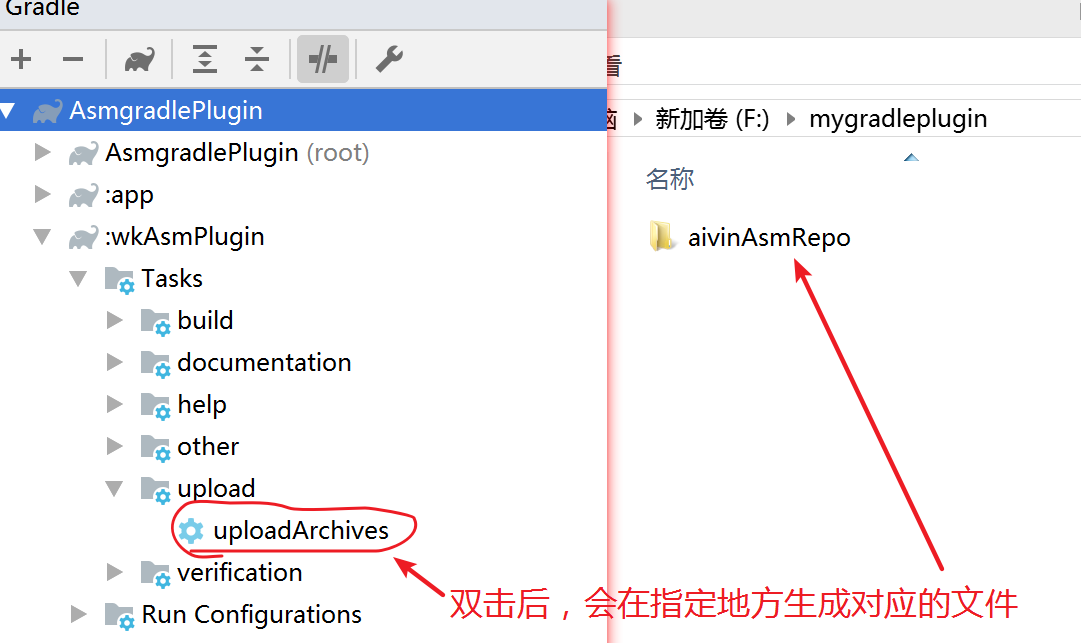 Gradle
AsmgradlePlugin
AsmgradlePlugin (root)
:app
:wkAsmPlugin
Tasks
build
documentation
help
other
upload
uploadArchives
verification
Run Configurations
看
脑 新加卷 (F:) mygradleplugin
名称
aivinAsmRepo
双击后，会在指定地方生成对应的文件